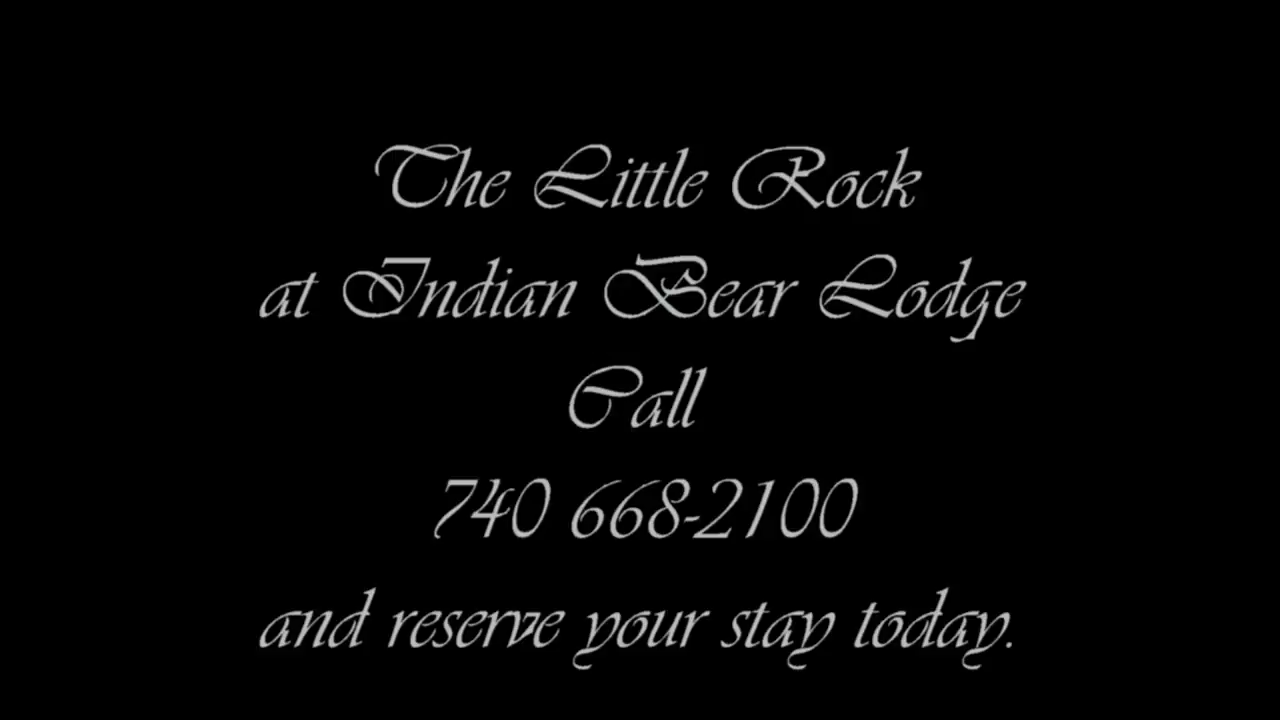 The Little Rock
at Indian Bear Lodge
Call
740 668-2100
and reserve your stay today.